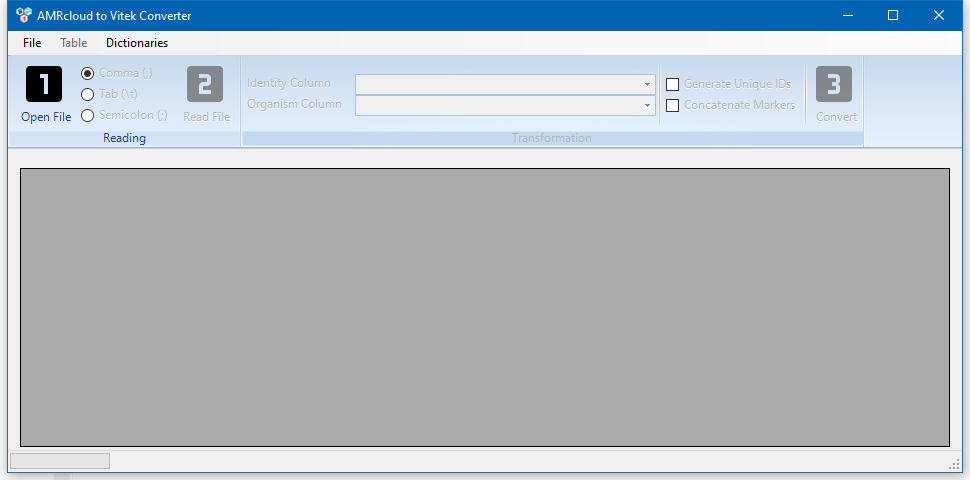 AMRcloud to Vitek Converter
File Table Dictionaries
1 Open File
Comma (,)
Tab (\t)
Semicolon (;)
2 Read File
Reading
Identity Column
Organism Column
Generate Unique IDs
Concatenate Markers
3 Convert
Transformation